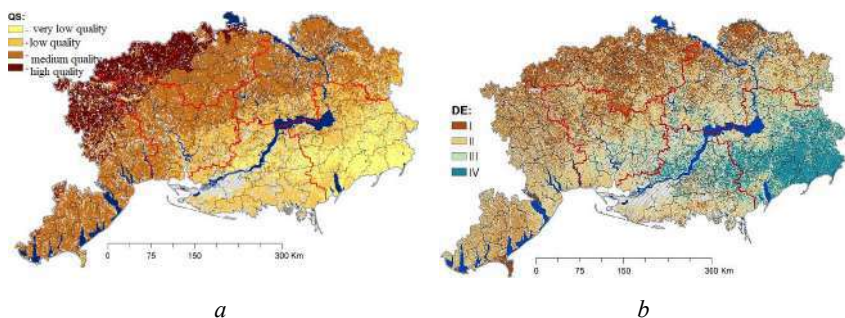 QS:
- very low quality
- low quality
- medium quality
- high quality
0 75 150 300 Km
a
DE:
I
II
III
IV
0 75 150 300 Km
b